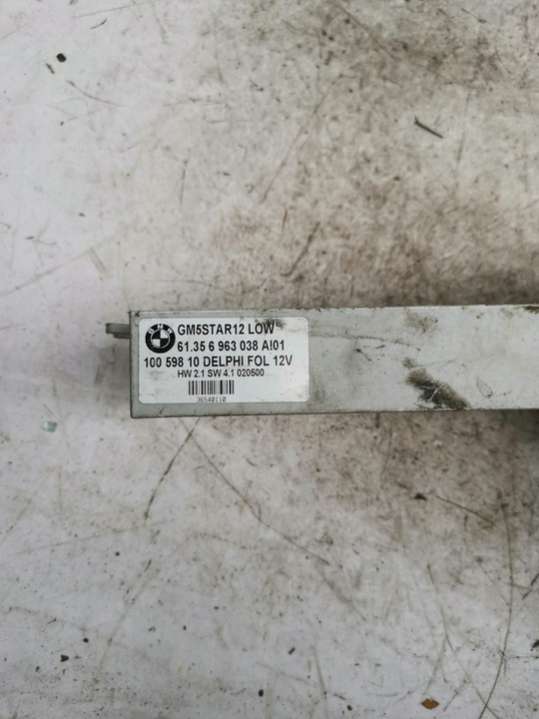 GM5STAR12 LOW
61.35 6 963 038 AI01
100 598 10 DELPHI FOL 12V
HW 2.1 SW 4.1 020500
36540110